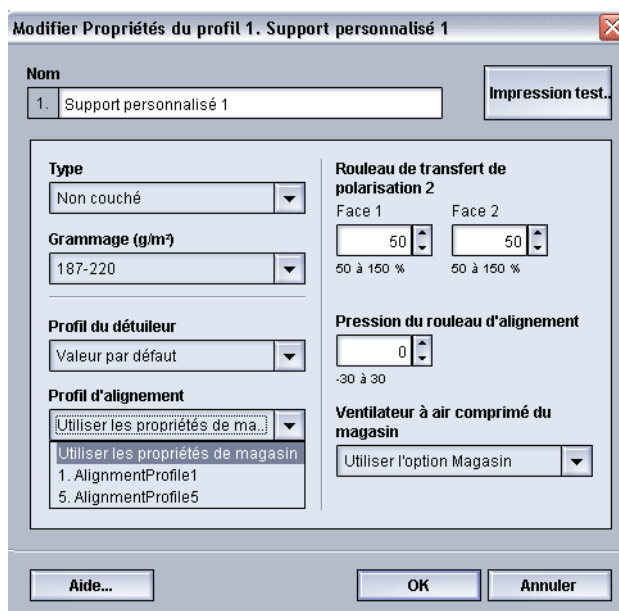 Modifier Propriétés du profil 1. Support personnalisé 1
Nom
1. Support personnalisé 1
Impression test..
Type
Non couché
Grammage (g/m²)
187-220
Profil du détuileur
Valeur par défaut
Profil d'alignement
Utiliser les propriétés de ma..
Utiliser les propriétés de magasin
1. AlignmentProfile1
5. AlignmentProfile5
Rouleau de transfert de
polarisation 2
Face 1 Face 2
50 50
50 à 150 % 50 à 150 %
Pression du rouleau d'alignement
0
-30 à 30
Ventilateur à air comprimé du
magasin
Utiliser l'option Magasin
Aide... OK Annuler